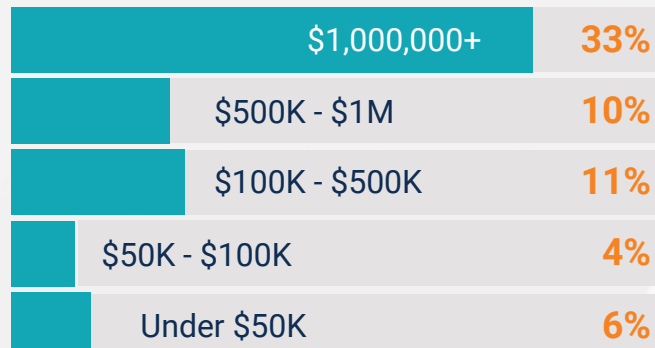 $1,000,000+ 33%
$500K - $1M 10%
$100K - $500K 11%
$50K - $100K 4%
Under $50K 6%